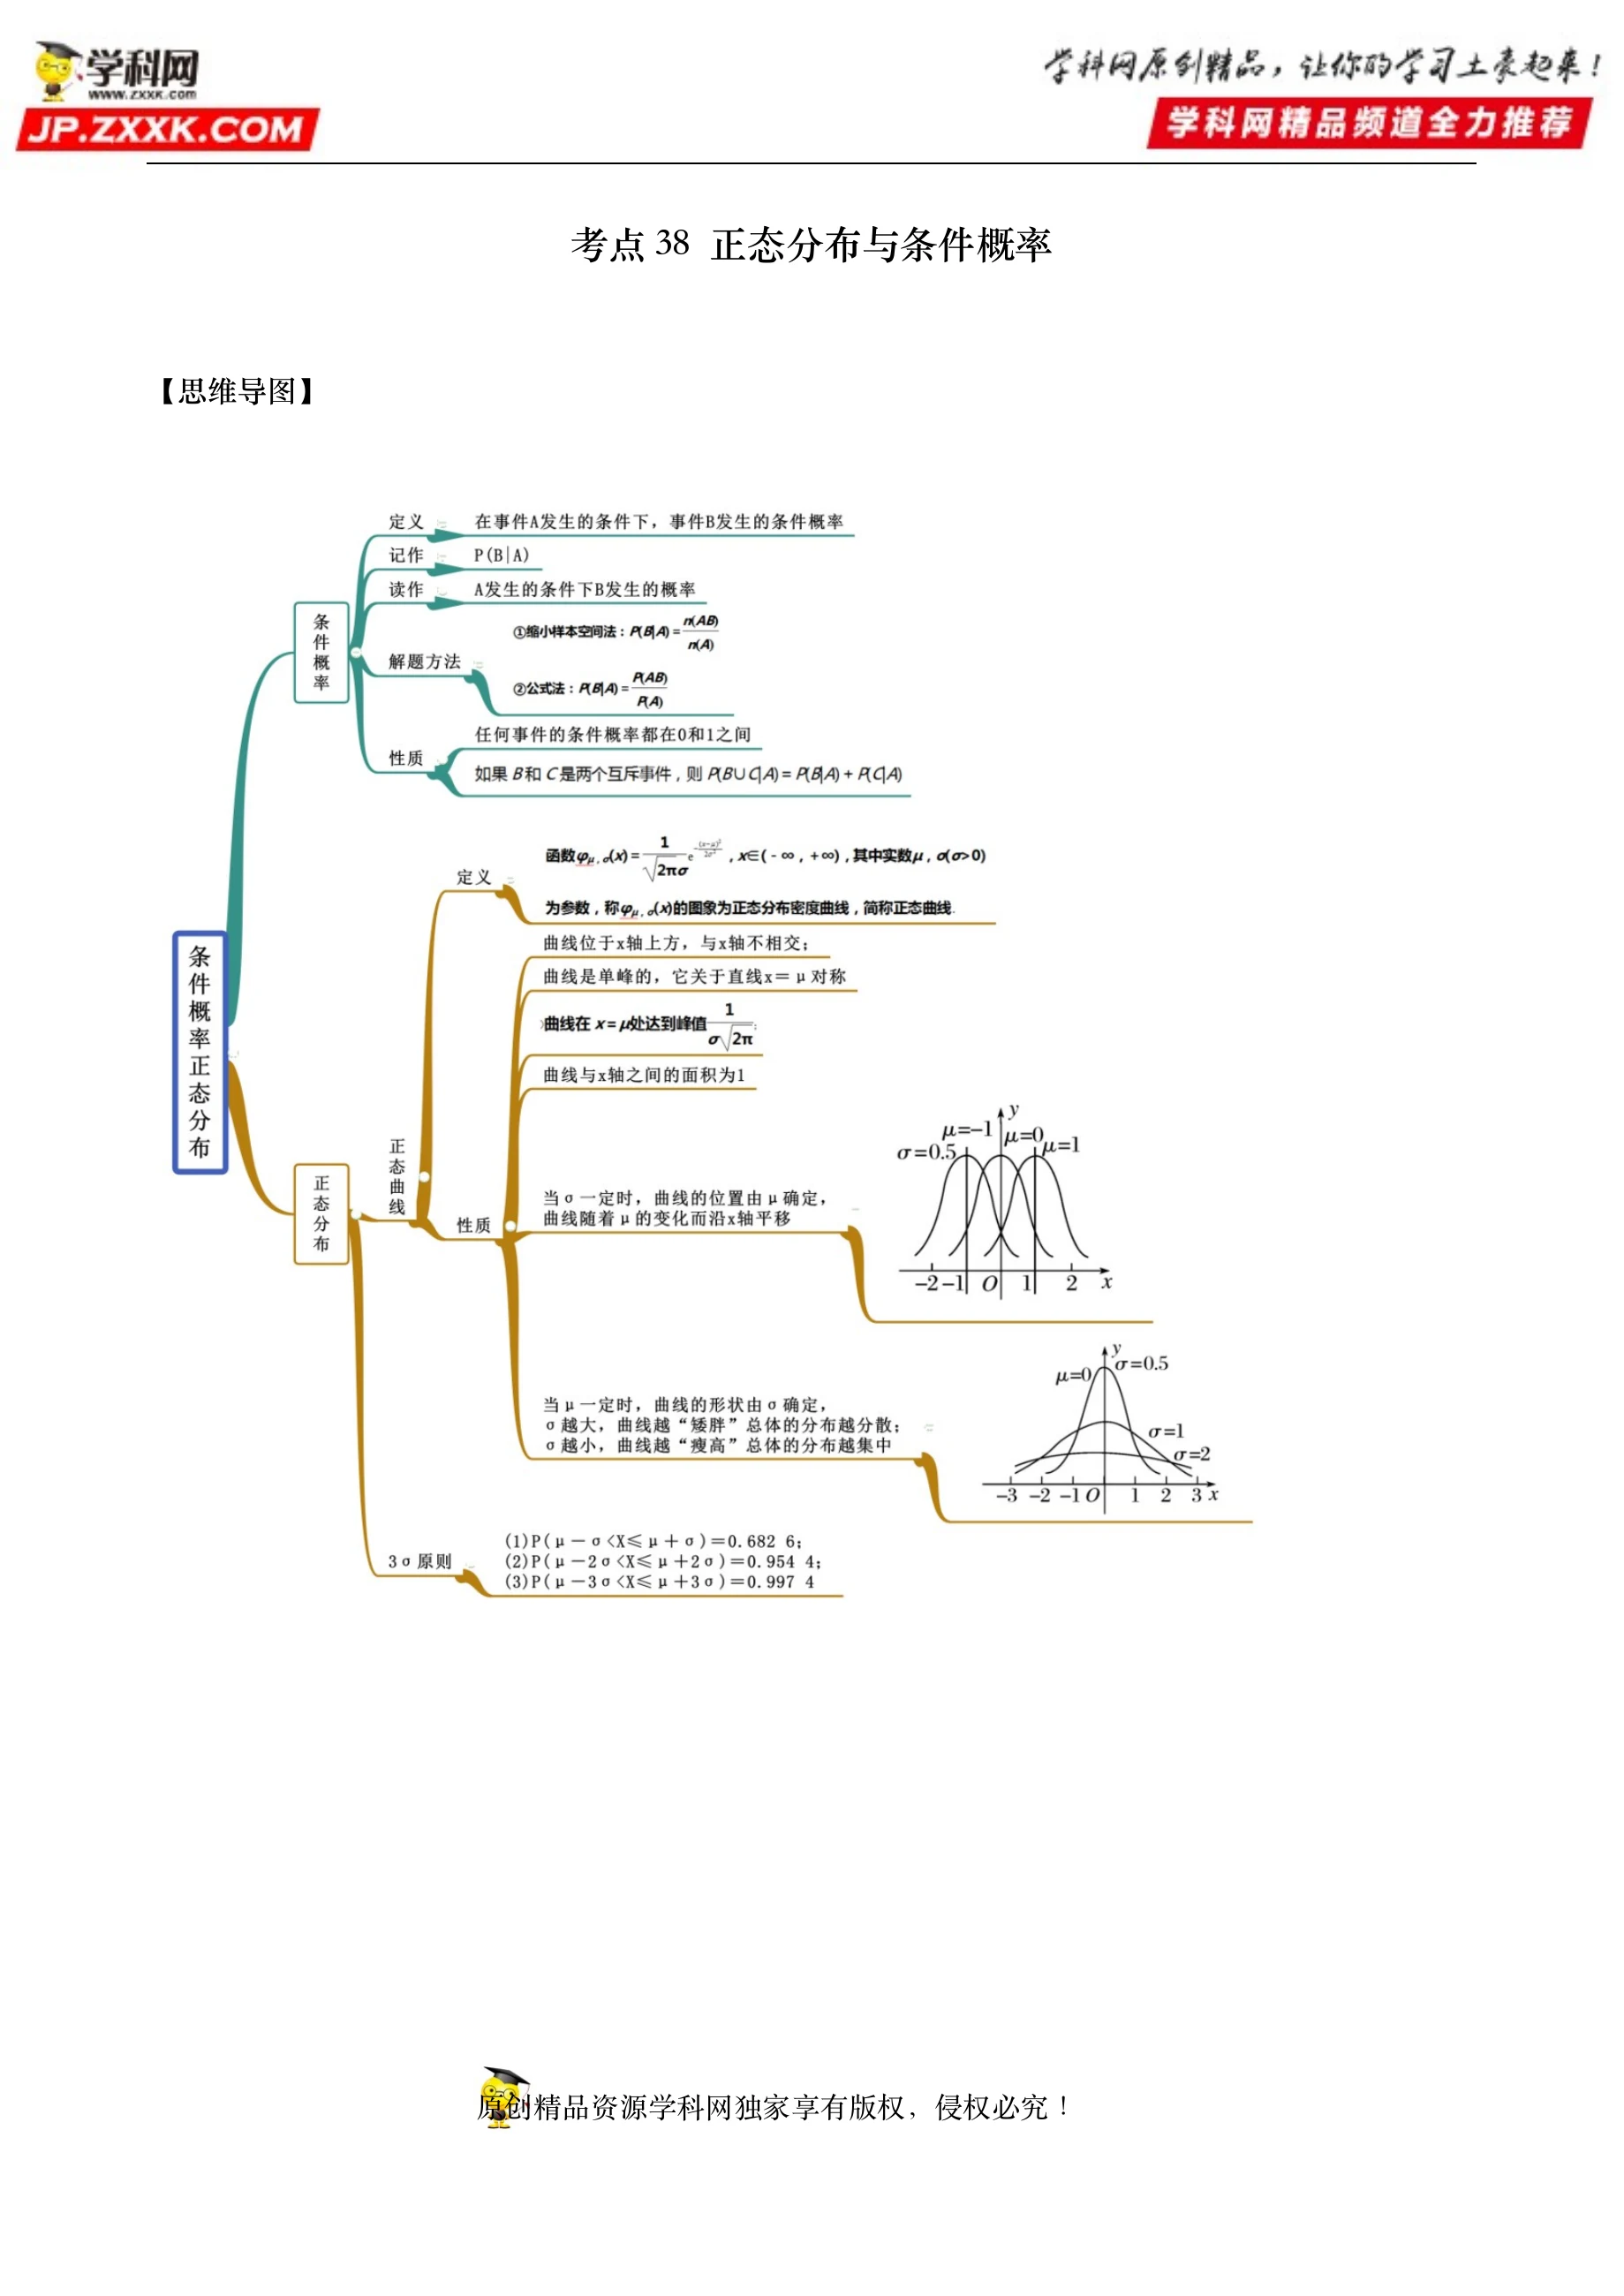 学科网
www.zxxk.com
JP.ZXXK.COM
学科网原创精品，让你的学习土豪起来！
学科网精品频道全力推荐
考点 38 正态分布与条件概率
【思维导图】
条件概率正态分布
条件概率
定义
在事件A发生的条件下，事件B发生的条件概率
记作
P(B|A)
读作
A发生的条件下B发生的概率
解题方法
①缩小样本空间法：P(B|A)=n(AB)/n(A)
②公式法：P(B|A)=P(AB)/P(A)
性质
任何事件的条件概率都在0和1之间
如果 B 和 C 是两个互斥事件，则 P(B∪C|A)= P(B|A) + P(C|A)
正态分布
正态曲线
定义
函数φμ,σ(x)=1/(√2πσ) e^-(x-μ)²/2σ²，x∈(-∞，+∞)，其中实数μ，σ(σ>0)
为参数，称φμ,σ(x)的图象为正态分布密度曲线，简称正态曲线.
性质
曲线位于x轴上方，与x轴不相交；
曲线是单峰的，它关于直线x＝μ对称
曲线在 x=μ处达到峰值1/(σ√2π)；
曲线与x轴之间的面积为1
当σ一定时，曲线的位置由μ确定，
曲线随着μ的变化而沿x轴平移
y
μ=−1
μ=0
μ=1
σ=0.5
−2 −1 O 1 2 x
当μ一定时，曲线的形状由σ确定，
σ越大，曲线越“矮胖”总体的分布越分散；
σ越小，曲线越“瘦高”总体的分布越集中
y
μ=0
σ=0.5
σ=1
σ=2
−3 −2 −1 O 1 2 3 x
3σ原则
(1)P(μ－σ<X≤μ＋σ)＝0.682 6；
(2)P(μ－2σ<X≤μ＋2σ)＝0.954 4；
(3)P(μ－3σ<X≤μ＋3σ)＝0.997 4
原创精品资源学科网独家享有版权，侵权必究！